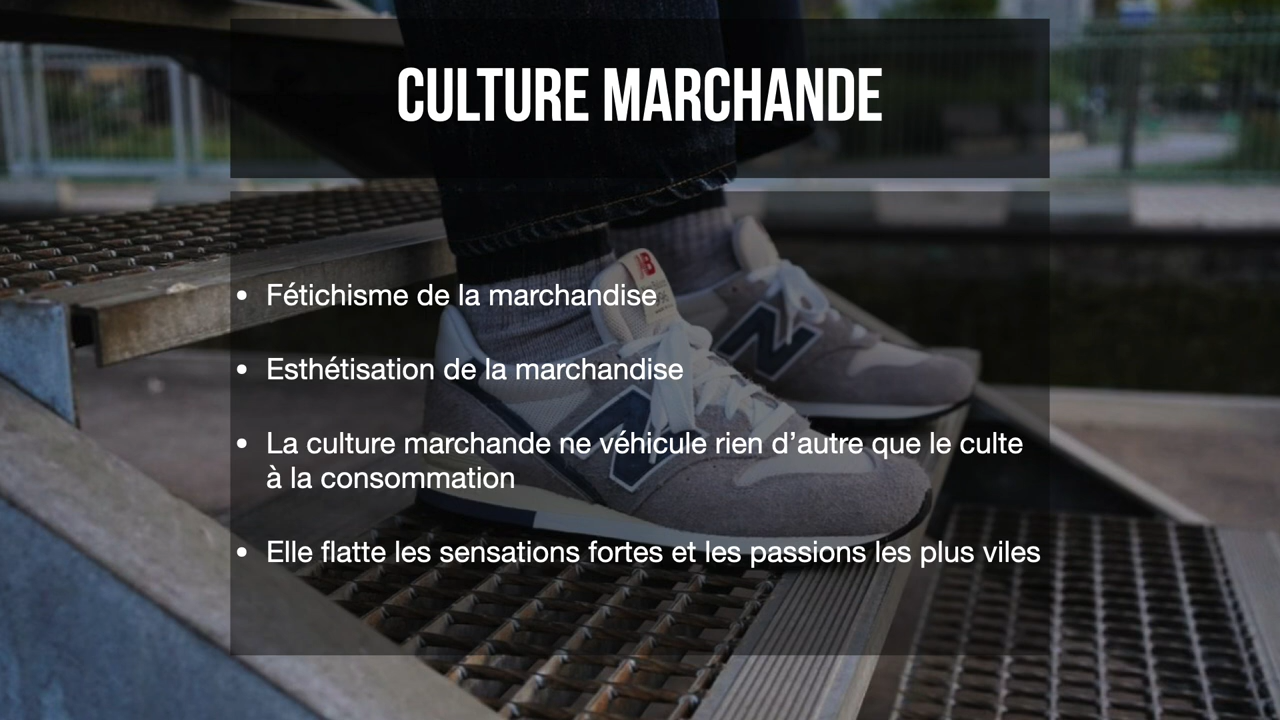 CULTURE MARCHANDE
• Fétichisme de la marchandise
• Esthétisation de la marchandise
• La culture marchande ne véhicule rien d’autre que le culte
à la consommation
• Elle flatte les sensations fortes et les passions les plus viles
NB
N
N